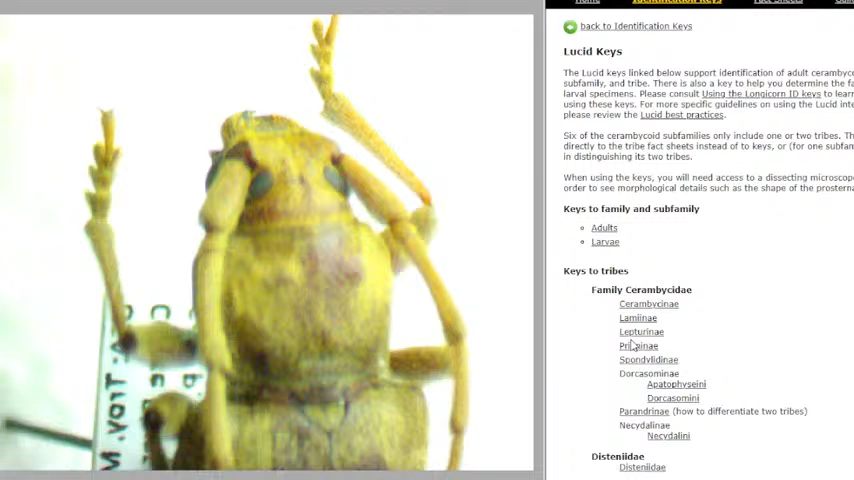 Home Identification Keys Fact Sheets
back to Identification Keys
Lucid Keys
The Lucid keys linked below support identification of adult cerambyc
subfamily, and tribe. There is also a key to help you determine the fa
larval specimens. Please consult Using the Longicorn ID keys to lear
using these keys. For more specific guidelines on using the Lucid inte
please review the Lucid best practices.
Six of the cerambycoid subfamilies only include one or two tribes. Th
directly to the tribe fact sheets instead of to keys, or (for one subfan
in distinguishing its two tribes.
When using the keys, you will need access to a dissecting microscop
order to see morphological details such as the shape of the prosterna
Keys to family and subfamily
Adults
Larvae
Keys to tribes
Family Cerambycidae
Cerambycinae
Lamiinae
Lepturinae
Prioninae
Spondylidinae
Dorcasominae
Apatophyseini
Dorcasomini
Parandrinae (how to differentiate two tribes)
Necydalinae
Necydalini
Disteniidae
Disteniidae